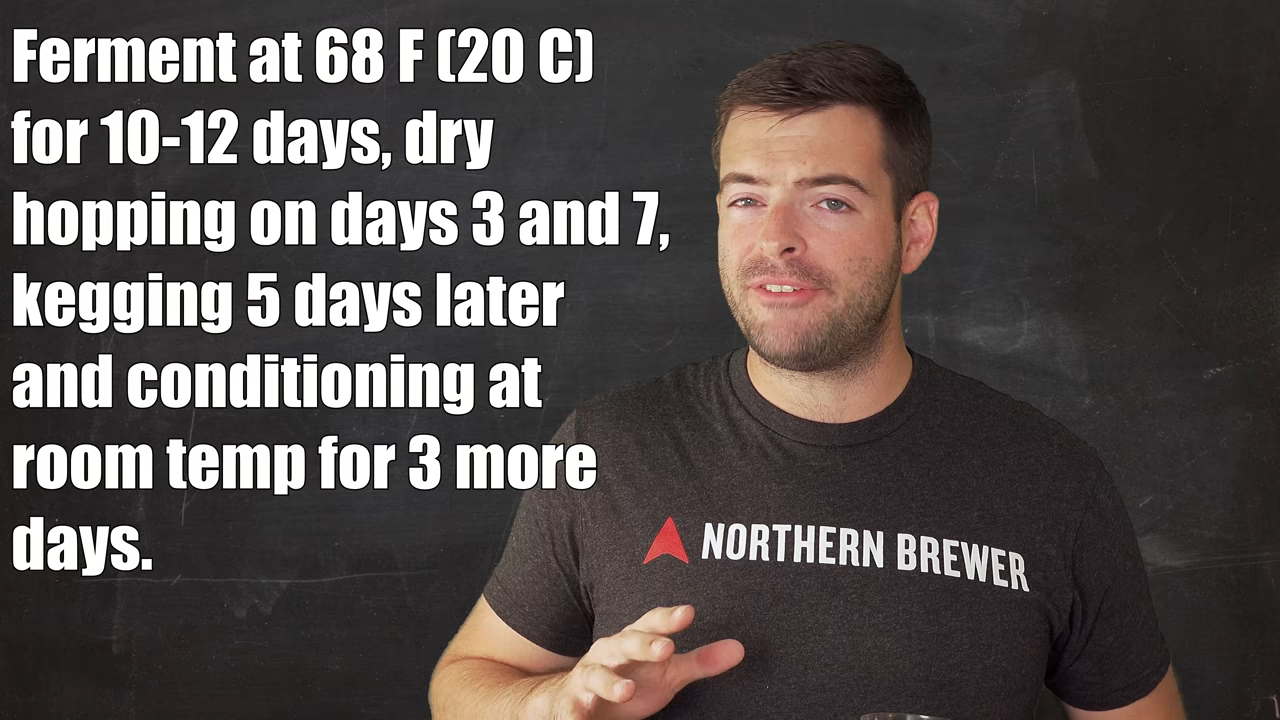 Ferment at 68 F (20 C)
for 10-12 days, dry
hopping on days 3 and 7,
kegging 5 days later
and conditioning at
room temp for 3 more
days.
NORTHERN BREWER